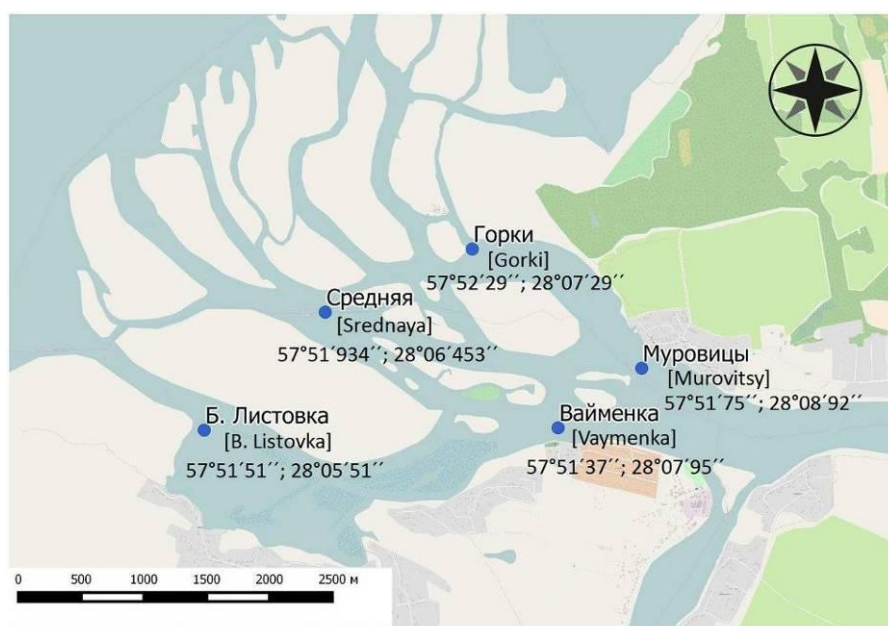 Горки
[Gorki]
57°52´29´´; 28°07´29´´
Средняя
[Srednaya]
57°51´934´´; 28°06´453´´
Муровицы
[Murovitsy]
57°51´75´´; 28°08´92´´
Б. Листовка
[B. Listovka]
57°51´51´´; 28°05´51´´
Вайменка
[Vaymenka]
57°51´37´´; 28°07´95´´
0 500 1000 1500 2000 2500 м